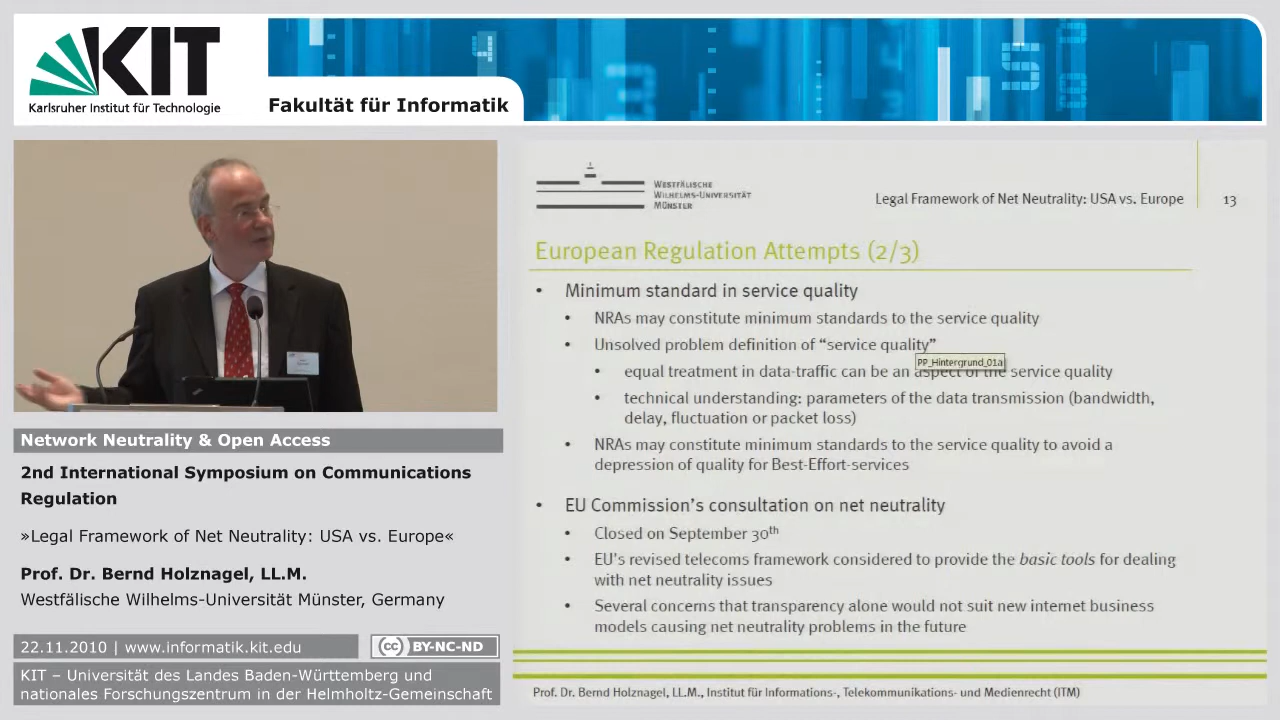 KIT
Karlsruher Institut für Technologie
Fakultät für Informatik
Network Neutrality & Open Access
2nd International Symposium on Communications
Regulation
»Legal Framework of Net Neutrality: USA vs. Europe«
Prof. Dr. Bernd Holznagel, LL.M.
Westfälische Wilhelms-Universität Münster, Germany
22.11.2010 | www.informatik.kit.edu
cc BY-NC-ND
KIT – Universität des Landes Baden-Württemberg und
nationales Forschungszentrum in der Helmholtz-Gemeinschaft
WESTFÄLISCHE
WILHELMS-UNIVERSITÄT
MÜNSTER
Legal Framework of Net Neutrality: USA vs. Europe 13
European Regulation Attempts (2/3)
• Minimum standard in service quality
• NRAs may constitute minimum standards to the service quality
• Unsolved problem definition of “service quality”
PP_Hintergrund_01a
• equal treatment in data-traffic can be an aspect of the service quality
• technical understanding: parameters of the data transmission (bandwidth,
delay, fluctuation or packet loss)
• NRAs may constitute minimum standards to the service quality to avoid a
depression of quality for Best-Effort-services
• EU Commission’s consultation on net neutrality
• Closed on September 30th
• EU’s revised telecoms framework considered to provide the basic tools for dealing
with net neutrality issues
• Several concerns that transparency alone would not suit new internet business
models causing net neutrality problems in the future
Prof. Dr. Bernd Holznagel, LL.M., Institut für Informations-, Telekommunikations- und Medienrecht (ITM)